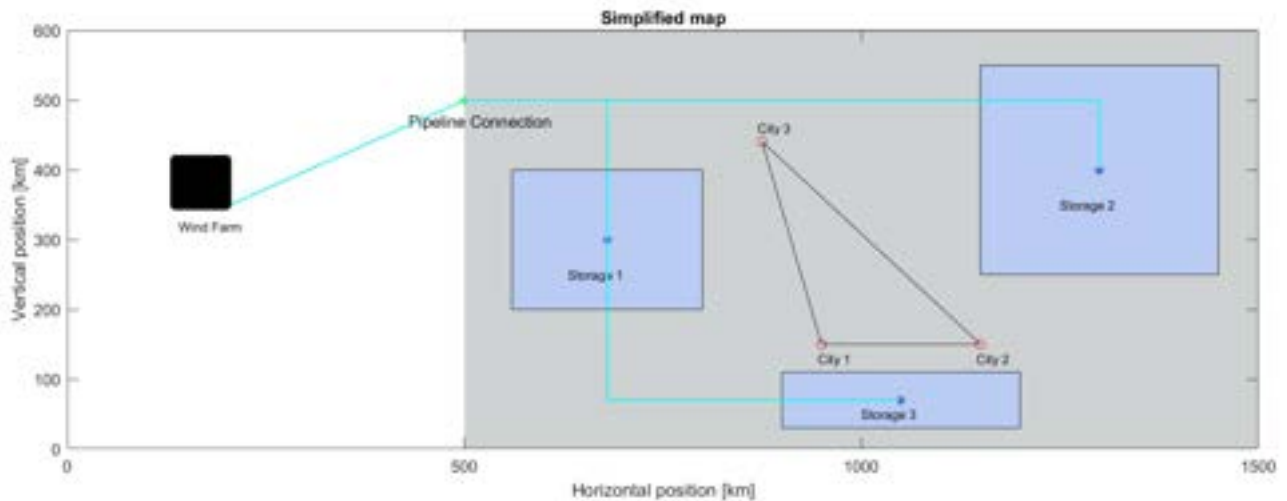 Simplified map
600
500
Pipeline Connection
City 3
400
Storage 2
Wind Farm
300
Storage 1
200
City 1
City 2
100
Storage 3
0
0
500
1000
1500
Horizontal position [km]
Vertical position [km]